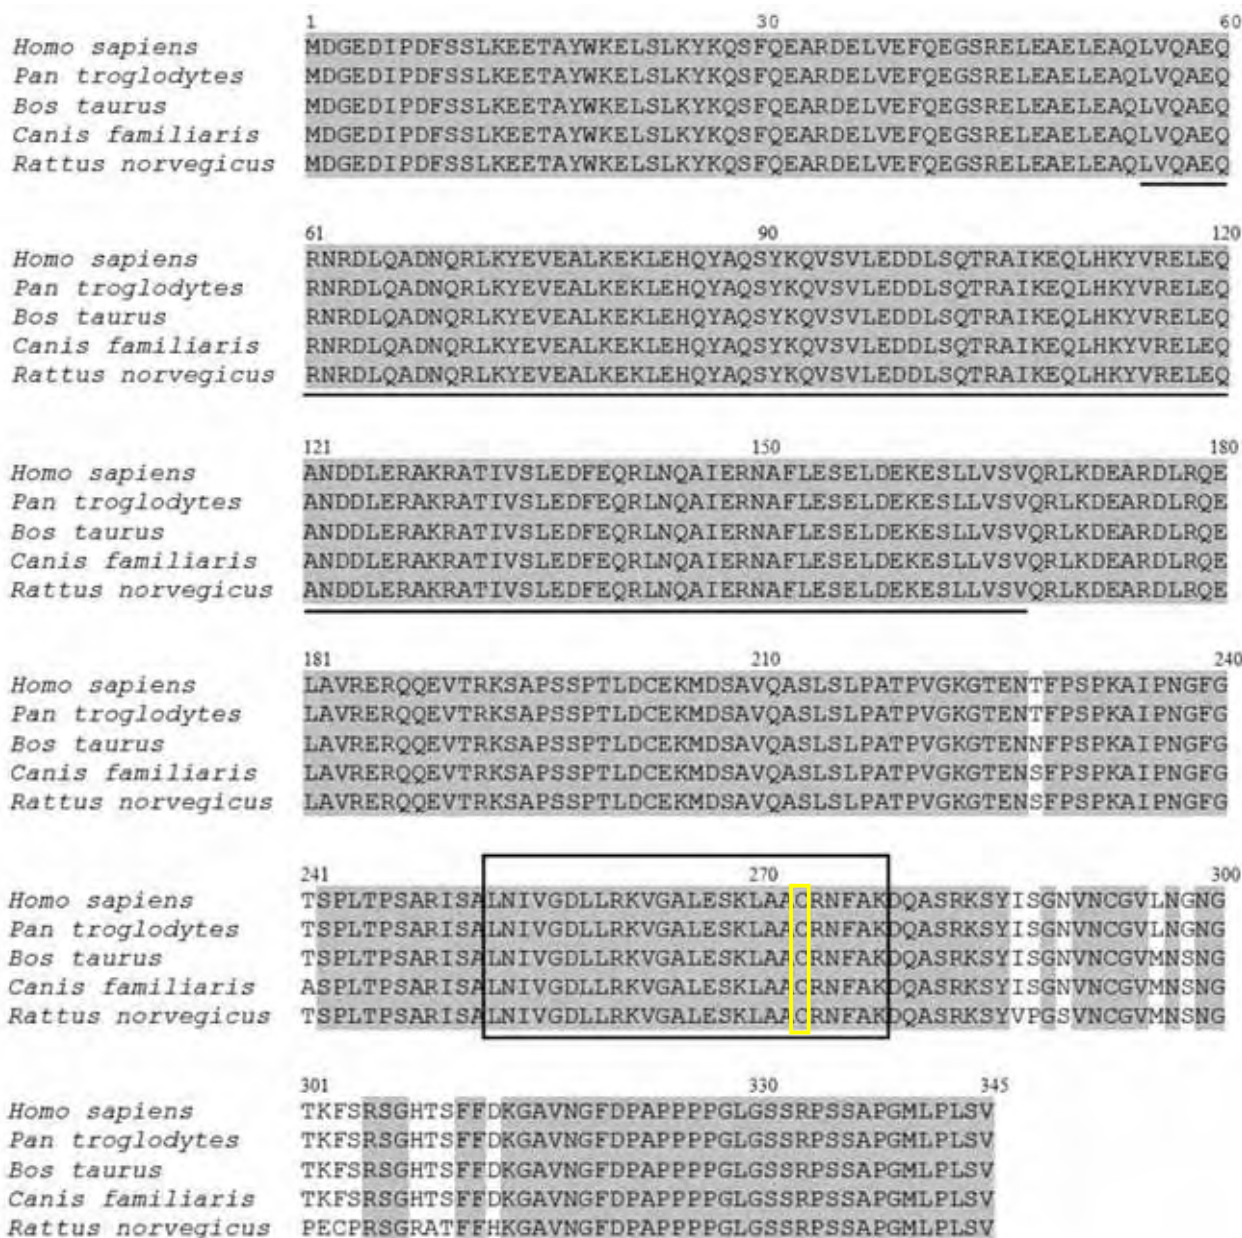 1 30 60
Homo sapiens MDGEDIPDFSSLKEETAYWKELSLKYKQSFQEARDELVEFQEGSRELEAELEAQLVQAEQ
Pan troglodytes MDGEDIPDFSSLKEETAYWKELSLKYKQSFQEARDELVEFQEGSRELEAELEAQLVQAEQ
Bos taurus MDGEDIPDFSSLKEETAYWKELSLKYKQSFQEARDELVEFQEGSRELEAELEAQLVQAEQ
Canis familiaris MDGEDIPDFSSLKEETAYWKELSLKYKQSFQEARDELVEFQEGSRELEAELEAQLVQAEQ
Rattus norvegicus MDGEDIPDFSSLKEETAYWKELSLKYKQSFQEARDELVEFQEGSRELEAELEAQLVQAEQ
61 90 120
Homo sapiens RNRDLQADNQRLKYEVEALKEKLEHQYAQSYKQVSVLEDDLSQTRAIKEQLHKYVRELEQ
Pan troglodytes RNRDLQADNQRLKYEVEALKEKLEHQYAQSYKQVSVLEDDLSQTRAIKEQLHKYVRELEQ
Bos taurus RNRDLQADNQRLKYEVEALKEKLEHQYAQSYKQVSVLEDDLSQTRAIKEQLHKYVRELEQ
Canis familiaris RNRDLQADNQRLKYEVEALKEKLEHQYAQSYKQVSVLEDDLSQTRAIKEQLHKYVRELEQ
Rattus norvegicus RNRDLQADNQRLKYEVEALKEKLEHQYAQSYKQVSVLEDDLSQTRAIKEQLHKYVRELEQ
121 150 180
Homo sapiens ANDDLERAKRATIVSLEDFEQRLNQAIERNAFLESELDEKESLLVSVQRLKDEARDLRQE
Pan troglodytes ANDDLERAKRATIVSLEDFEQRLNQAIERNAFLESELDEKESLLVSVQRLKDEARDLRQE
Bos taurus ANDDLERAKRATIVSLEDFEQRLNQAIERNAFLESELDEKESLLVSVQRLKDEARDLRQE
Canis familiaris ANDDLERAKRATIVSLEDFEQRLNQAIERNAFLESELDEKESLLVSVQRLKDEARDLRQE
Rattus norvegicus ANDDLERAKRATIVSLEDFEQRLNQAIERNAFLESELDEKESLLVSVQRLKDEARDLRQE
181 210 240
Homo sapiens LAVRERQQEVTRKSAPSSPTLDCEKMDSAVQASLSLPATPVGKGTENTFPSPKAIPNGFG
Pan troglodytes LAVRERQQEVTRKSAPSSPTLDCEKMDSAVQASLSLPATPVGKGTENTFPSPKAIPNGFG
Bos taurus LAVRERQQEVTRKSAPSSPTLDCEKMDSAVQASLSLPATPVGKGTENNFPSPKAIPNGFG
Canis familiaris LAVRERQQEVTRKSAPSSPTLDCEKMDSAVQASLSLPATPVGKGTENSFPSPKAIPNGFG
Rattus norvegicus LAVRERQQEVTRKSAPSSPTLDCEKMDSAVQASLSLPATPVGKGTENSFPSPKAIPNGFG
241 270 300
Homo sapiens TSPLTPSARISALNIVGDLLRKVGALESKLAACRNFAKDQASRKSYISGNVNCGVLNGNG
Pan troglodytes TSPLTPSARISALNIVGDLLRKVGALESKLAACRNFAKDQASRKSYISGNVNCGVLNGNG
Bos taurus TSPLTPSARISALNIVGDLLRKVGALESKLAACRNFAKDQASRKSYISGNVNCGVMNSNG
Canis familiaris ASPLTPSARISALNIVGDLLRKVGALESKLAACRNFAKDQASRKSYISGNVNCGVMNSNG
Rattus norvegicus TSPLTPSARISALNIVGDLLRKVGALESKLAACRNFAKDQASRKSYVPGSVNCGVMNSNG
301 330 345
Homo sapiens TKFSRSGHTSFFDKGAVNGFDPAPPPPGLGSSRPSSAPGMLPLSV
Pan troglodytes TKFSRSGHTSFFDKGAVNGFDPAPPPPGLGSSRPSSAPGMLPLSV
Bos taurus TKFSRSGHTSFFDKGAVNGFDPAPPPPGLGSSRPSSAPGMLPLSV
Canis familiaris TKFSRSGHTSFFDKGAVNGFDPAPPPPGLGSSRPSSAPGMLPLSV
Rattus norvegicus PECPRSGRATFFHKGAVNGFDPAPPPPGLGSSRPSSAPGMLPLSV